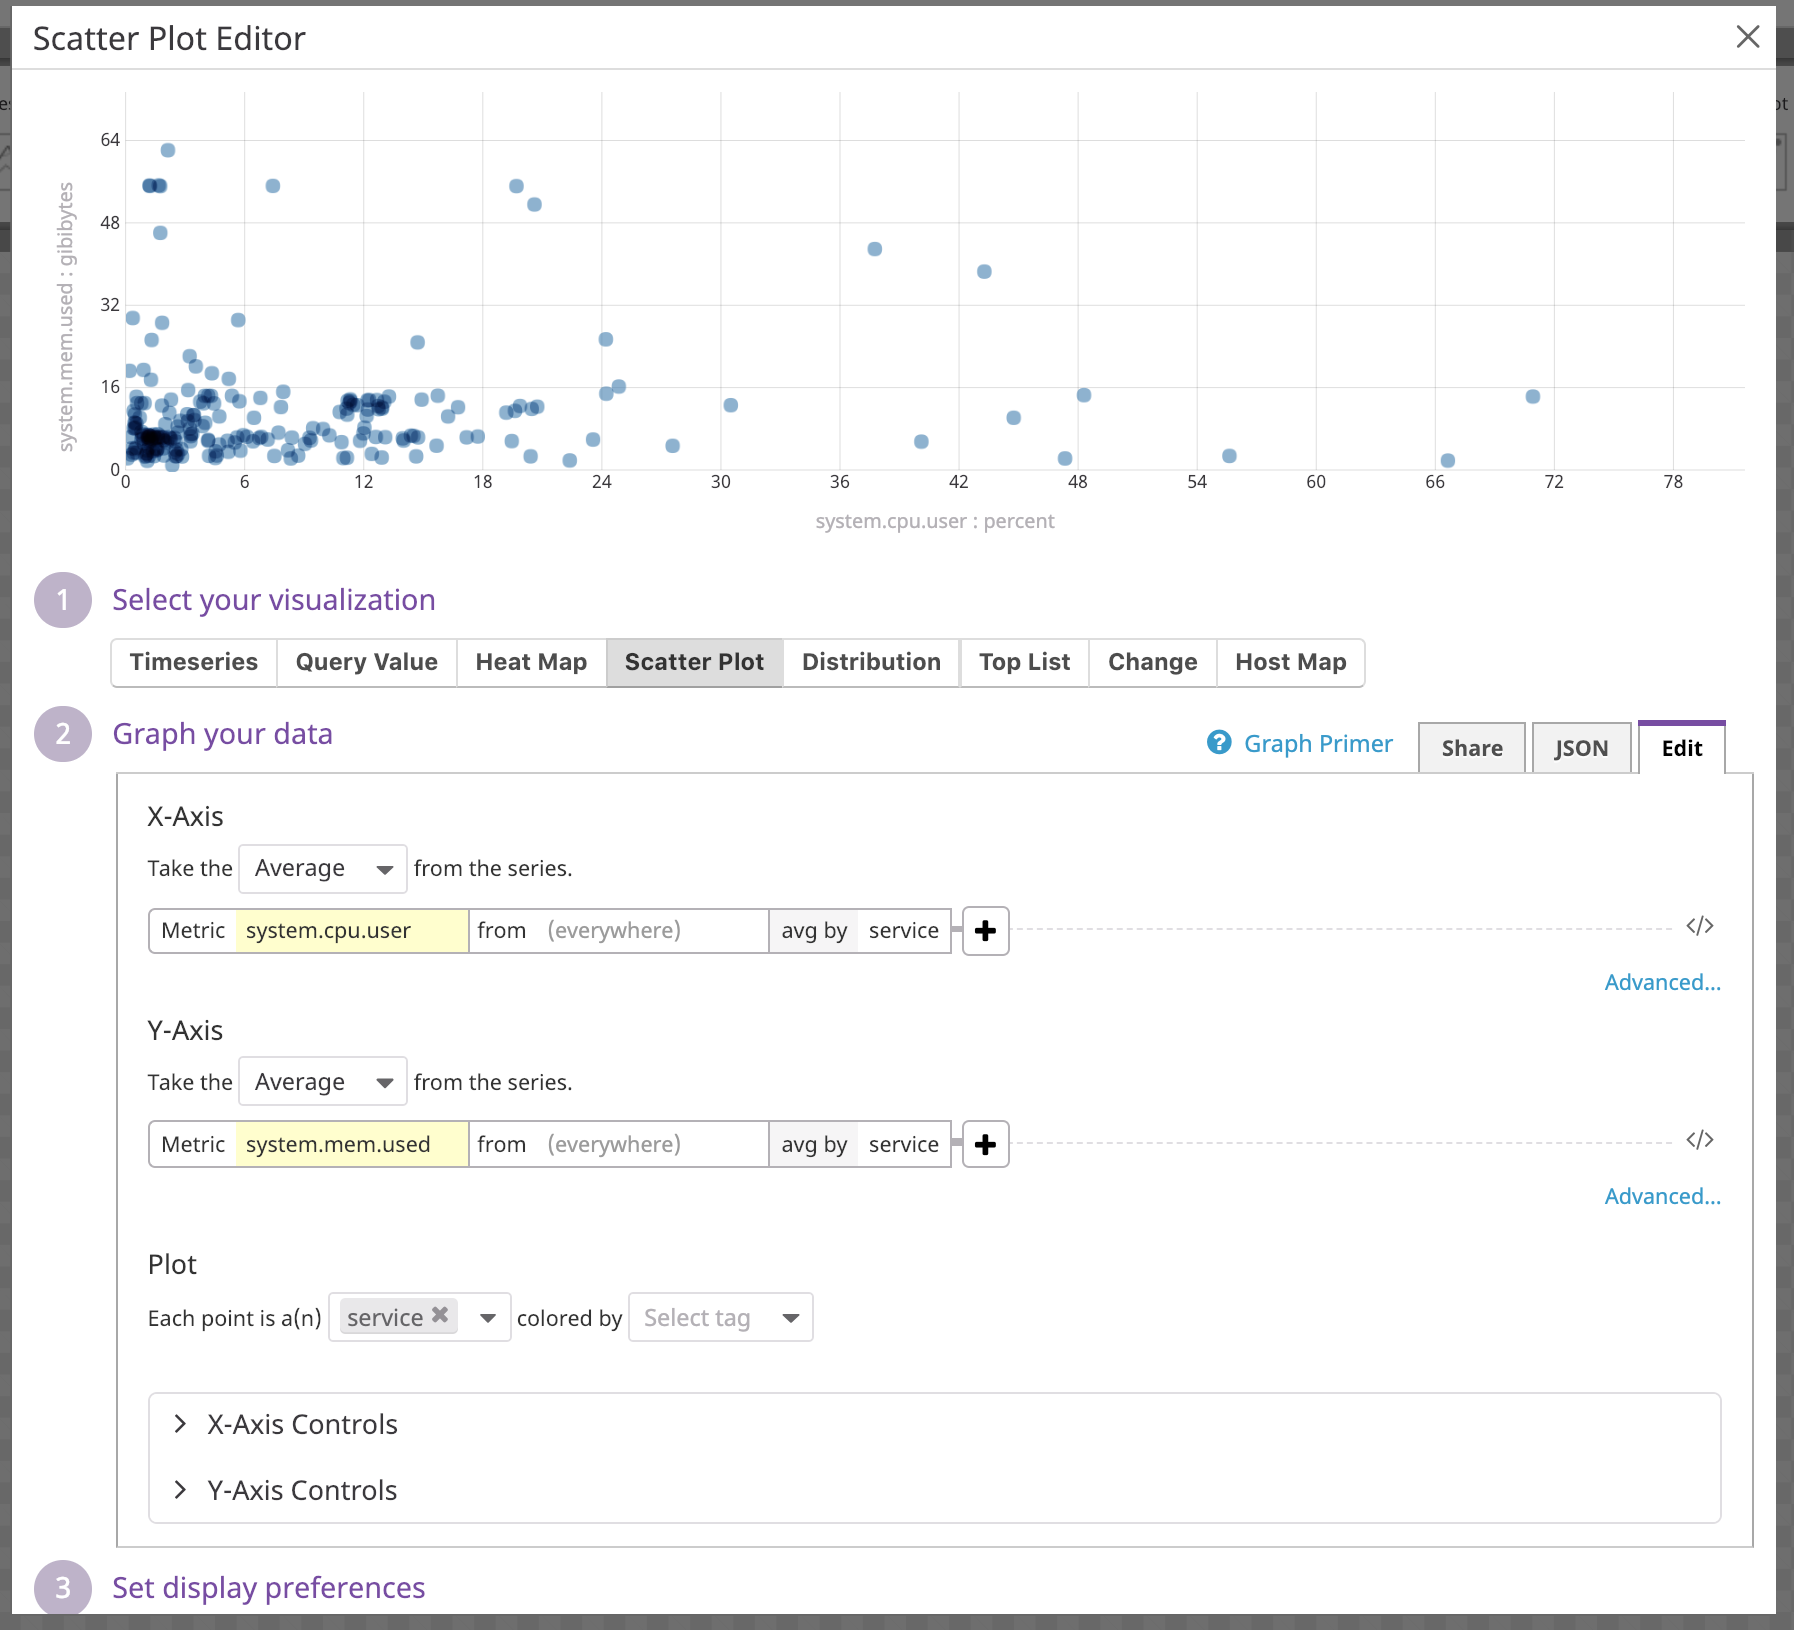 Scatter Plot Editor
64
48
32
16
0
system.mem.used : gibibytes
0 6 12 18 24 30 36 42 48 54 60 66 72 78
system.cpu.user : percent
1 Select your visualization
Timeseries Query Value Heat Map Scatter Plot Distribution Top List Change Host Map
2 Graph your data
? Graph Primer Share JSON Edit
X-Axis
Take the Average from the series.
Metric system.cpu.user from (everywhere) avg by service + </>
Advanced...
Y-Axis
Take the Average from the series.
Metric system.mem.used from (everywhere) avg by service + </>
Advanced...
Plot
Each point is a(n) service colored by Select tag
X-Axis Controls
Y-Axis Controls
3 Set display preferences